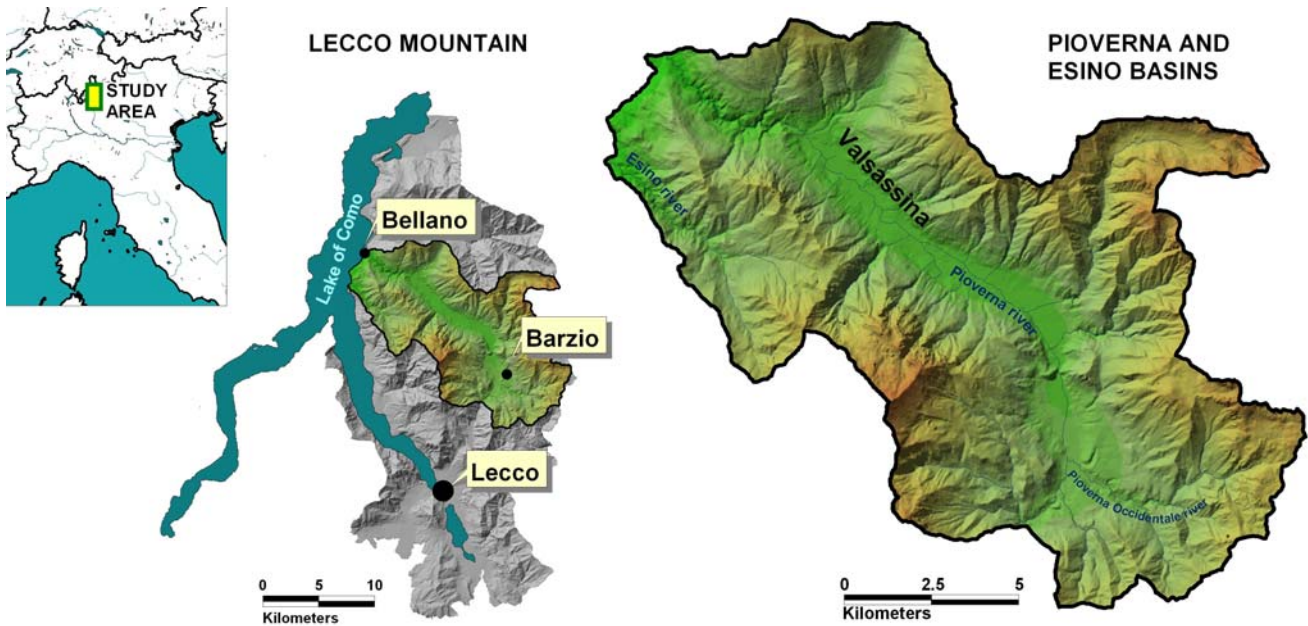 STUDY
AREA
LECCO MOUNTAIN
Lake of Como
Bellano
Barzio
Lecco
0 5 10
Kilometers
PIOVERNA AND
ESINO BASINS
Esino river
Valsassina
Pioverna river
Pioverna Occidentale river
0 2.5 5
Kilometers